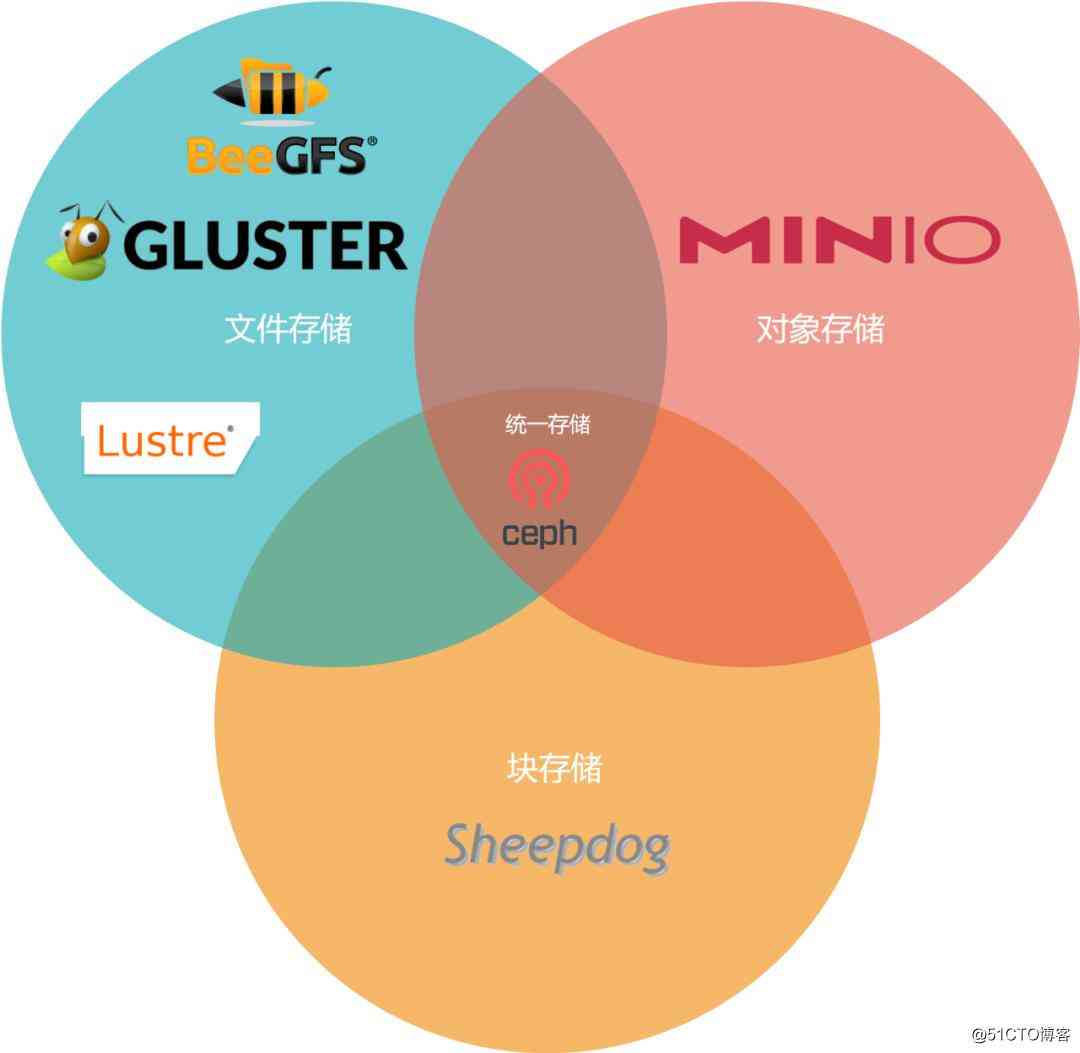 BeeGFS®
GLUSTER
文件存储
Lustre®
MINIO
对象存储
统一存储
ceph
块存储
Sheepdog
@51CTO博客